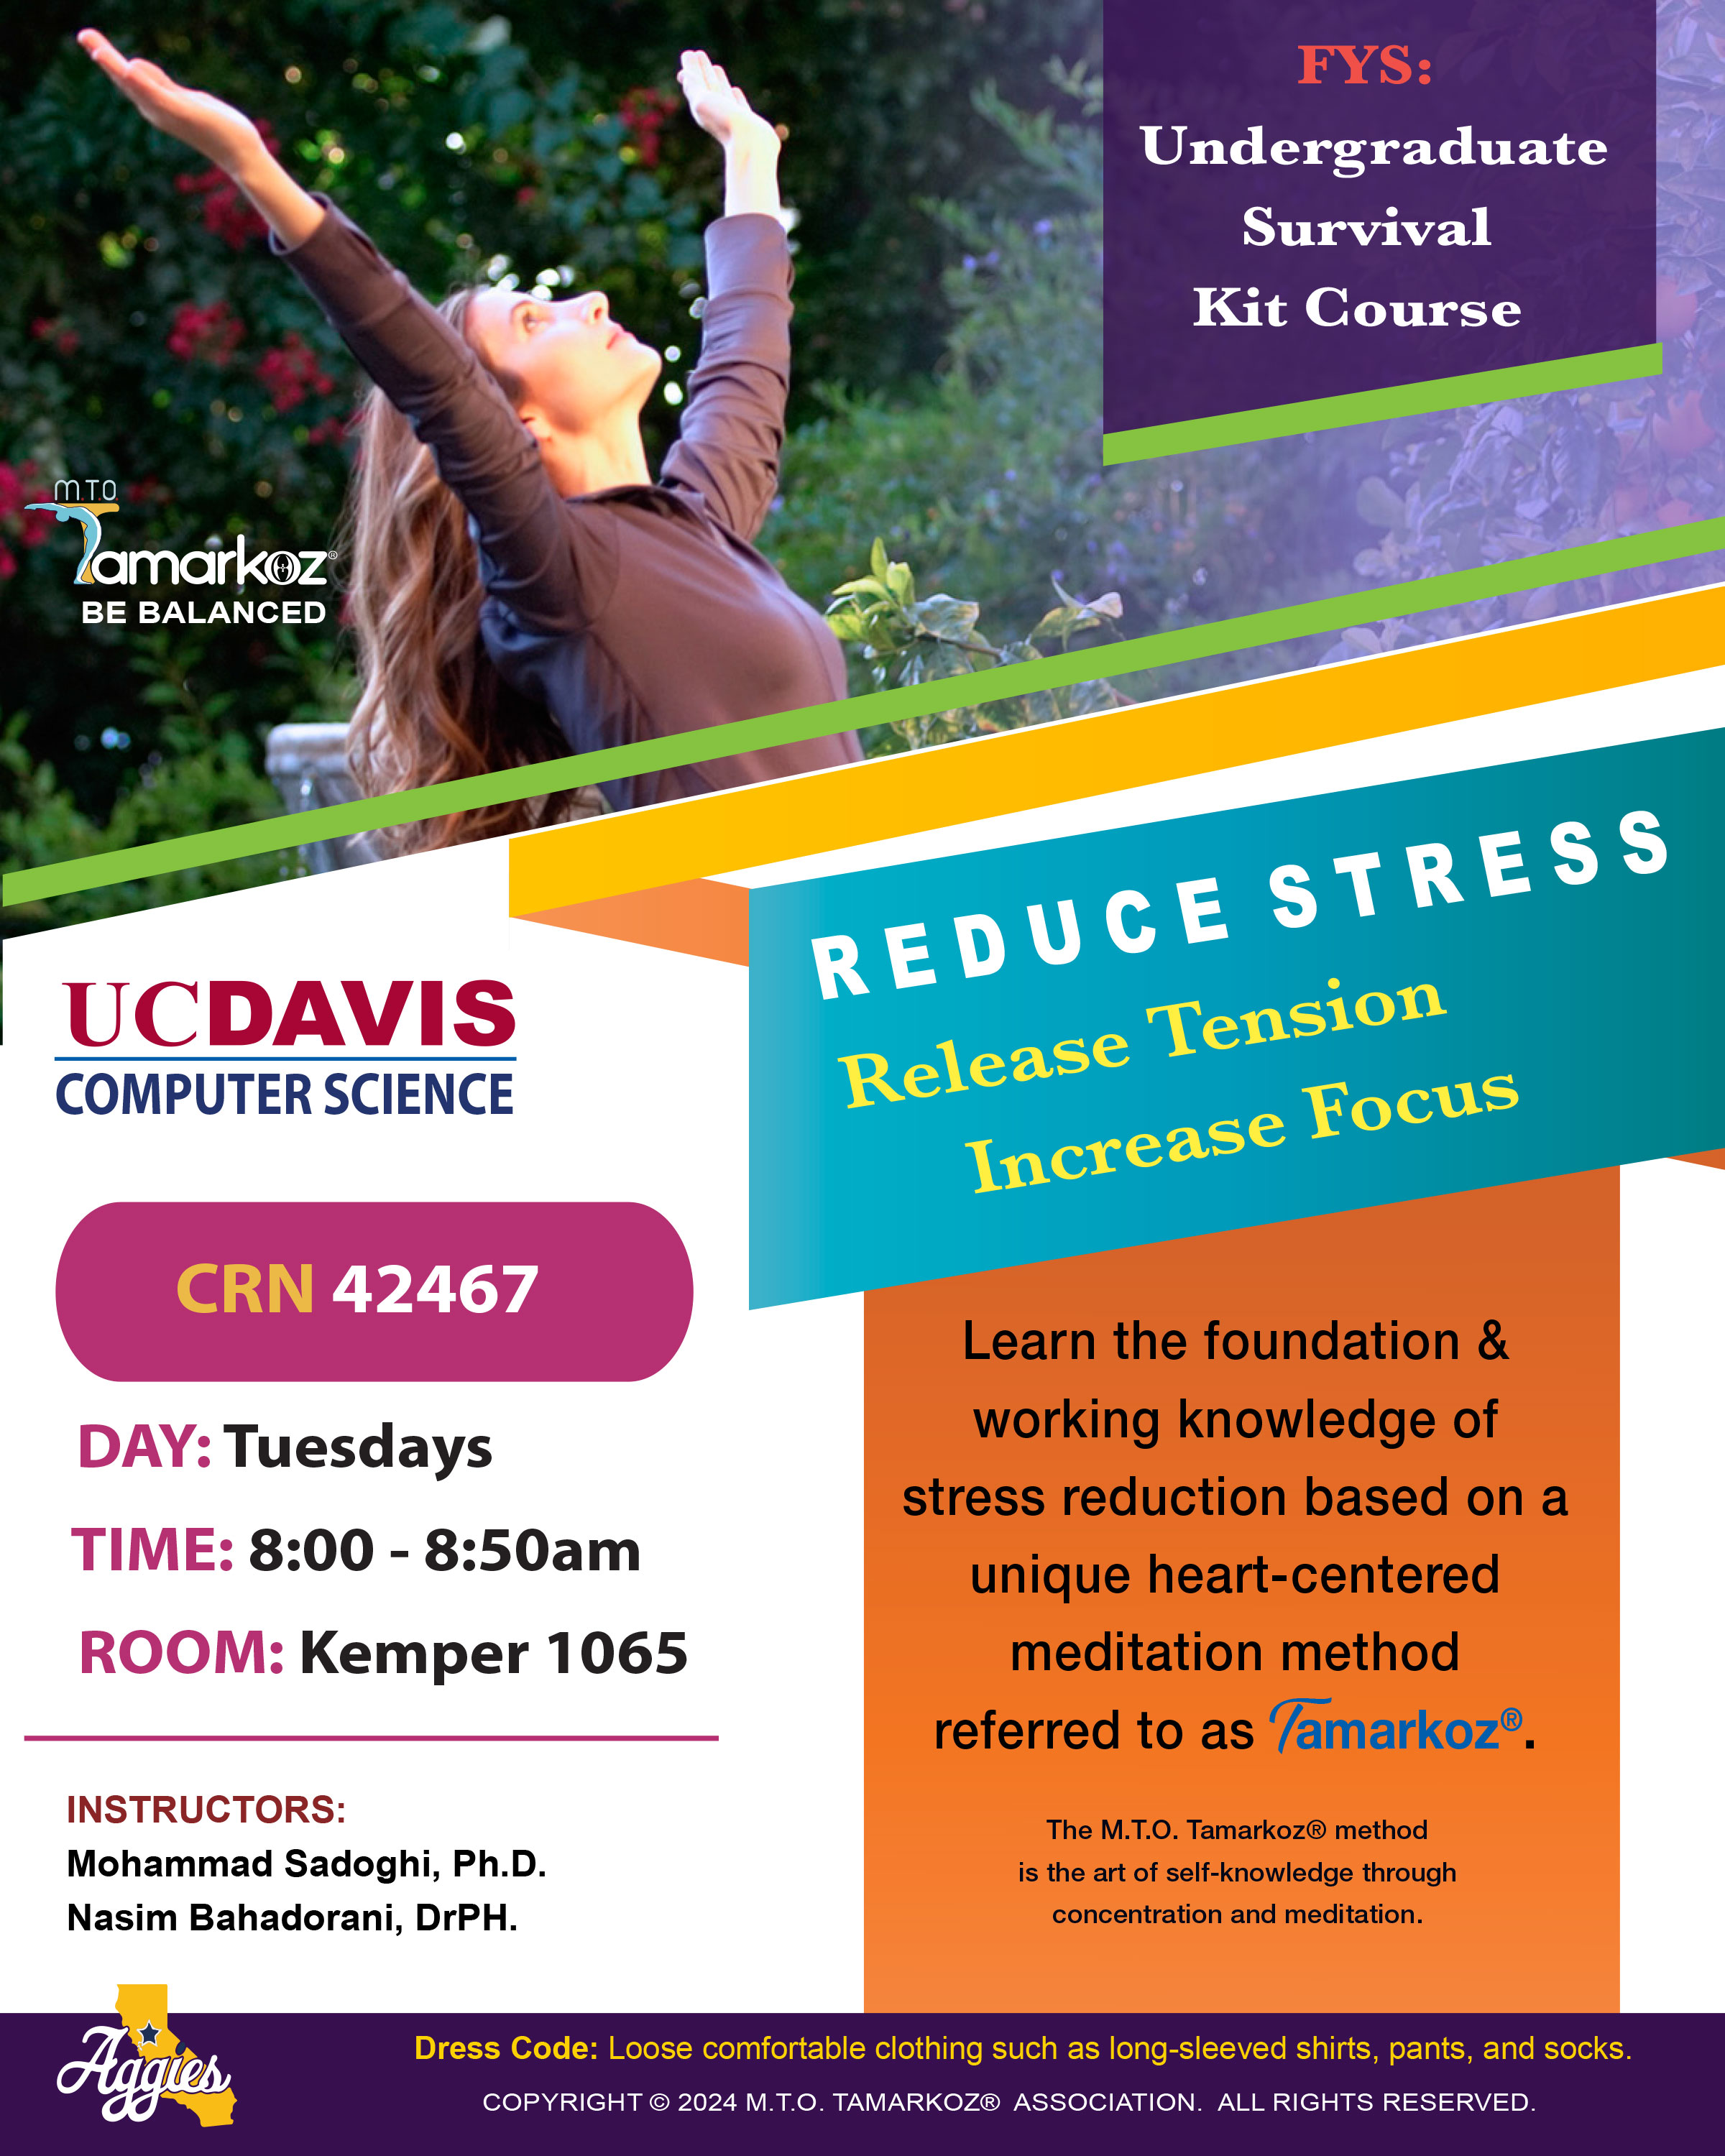 FYS:
Undergraduate
Survival
Kit Course
M.T.O.
Tamarkoz®
BE BALANCED
REDUCE STRESS
Release Tension
Increase Focus
UCDAVIS
COMPUTER SCIENCE
CRN 42467
DAY: Tuesdays
TIME: 8:00 - 8:50am
ROOM: Kemper 1065
INSTRUCTORS:
Mohammad Sadoghi, Ph.D.
Nasim Bahadorani, DrPH.
Learn the foundation &
working knowledge of
stress reduction based on a
unique heart-centered
meditation method
referred to as Tamarkoz®.
The M.T.O. Tamarkoz® method
is the art of self-knowledge through
concentration and meditation.
Aggies
Dress Code: Loose comfortable clothing such as long-sleeved shirts, pants, and socks.
COPYRIGHT © 2024 M.T.O. TAMARKOZ® ASSOCIATION. ALL RIGHTS RESERVED.